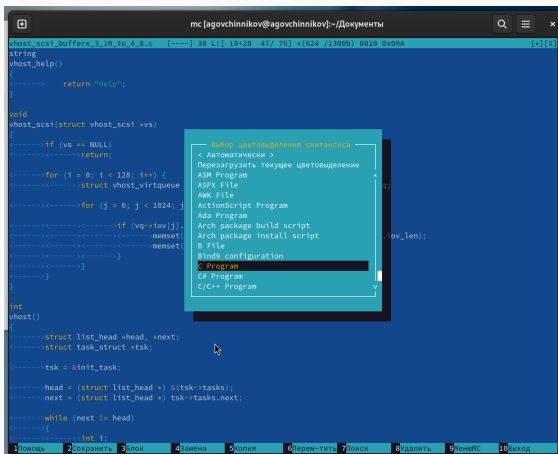 mc [agovchinnikov@agovchinnikov]:~/Документы
vhost_scsi_buffers_3_10_to_4_8.c [----] 38 L:[ 19+28 47/ 76] *(624 /1300b) 0010 0x00A [*][X]
string
vhost_help()
{
<------>return "Help";
}
void
vhost_scsi(struct vhost_scsi *vs)
{
<------>if (vs == NULL)
<------><------>return;
<------>for (i = 0; i < 128; i++) {
<------><------>struct vhost_virtqueue
q;
<------><------>for (j = 0; j < 1024; j
<------><------><------>if (vq->iov[j].
<------><------><------><------>memset(
.iov_len);
<------><------><------><------>memset(
<------><------>}
<------>}
<------>}
}
Выбор цветовыделения синтаксиса
< Автоматически >
Перезагрузить текущее цветовыделение
ASM Program
ASPX File
AWK File
ActionScript Program
Ada Program
Arch package build script
Arch package install script
B File
Bind9 configuration
C Program
C# Program
C/C++ Program
int
vhost()
{
<------>struct list_head *head, *next;
<------>struct task_struct *tsk;
<------>tsk = &init_task;
<------>head = (struct list_head *) &(tsk->tasks);
<------>next = (struct list_head *) tsk->tasks.next;
<------>while (next != head)
<------>{
<------><------>int i;
1Помощь 2Сохранить 3Блок 4Замена 5Копия 6Перем-тить 7Поиск 8Удалить 9МенюMC 10Выход